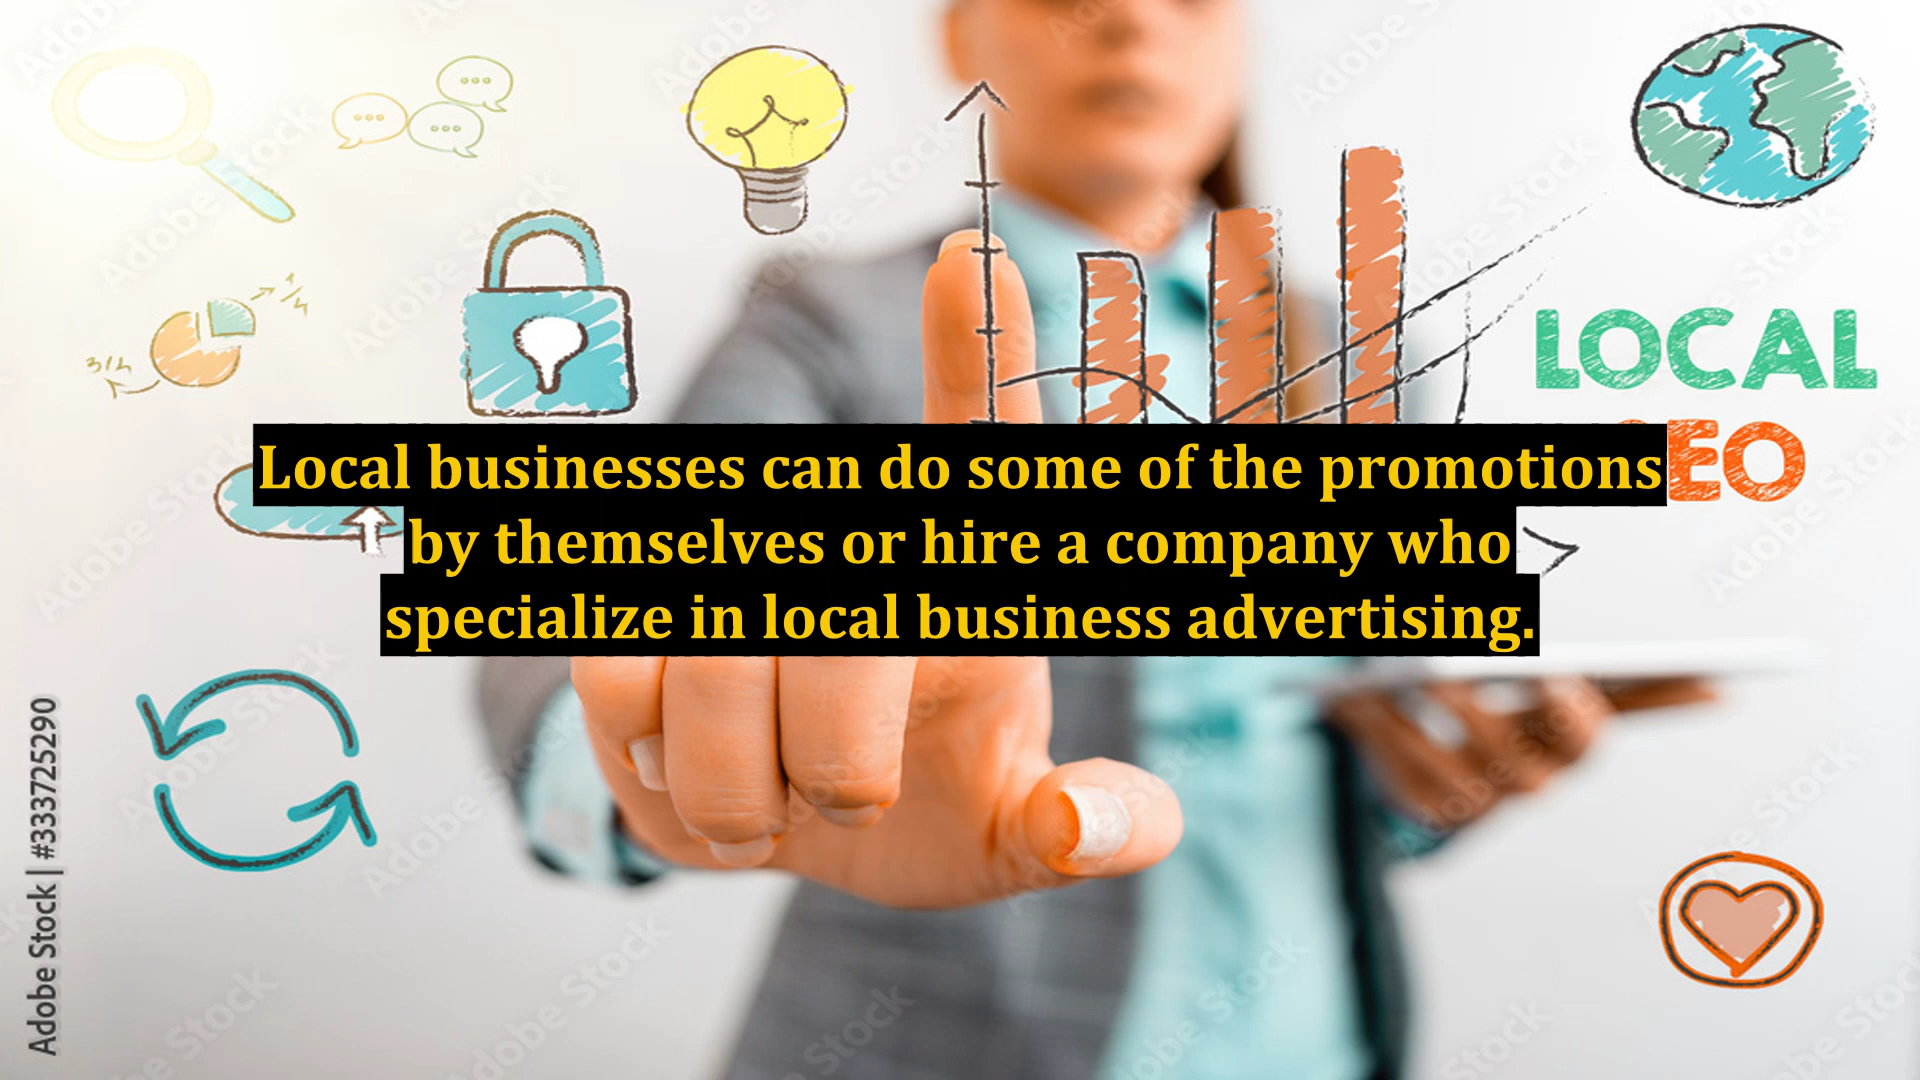 LOCAL
SEO
Local businesses can do some of the promotions
by themselves or hire a company who
specialize in local business advertising.
Adobe Stock | #333725290